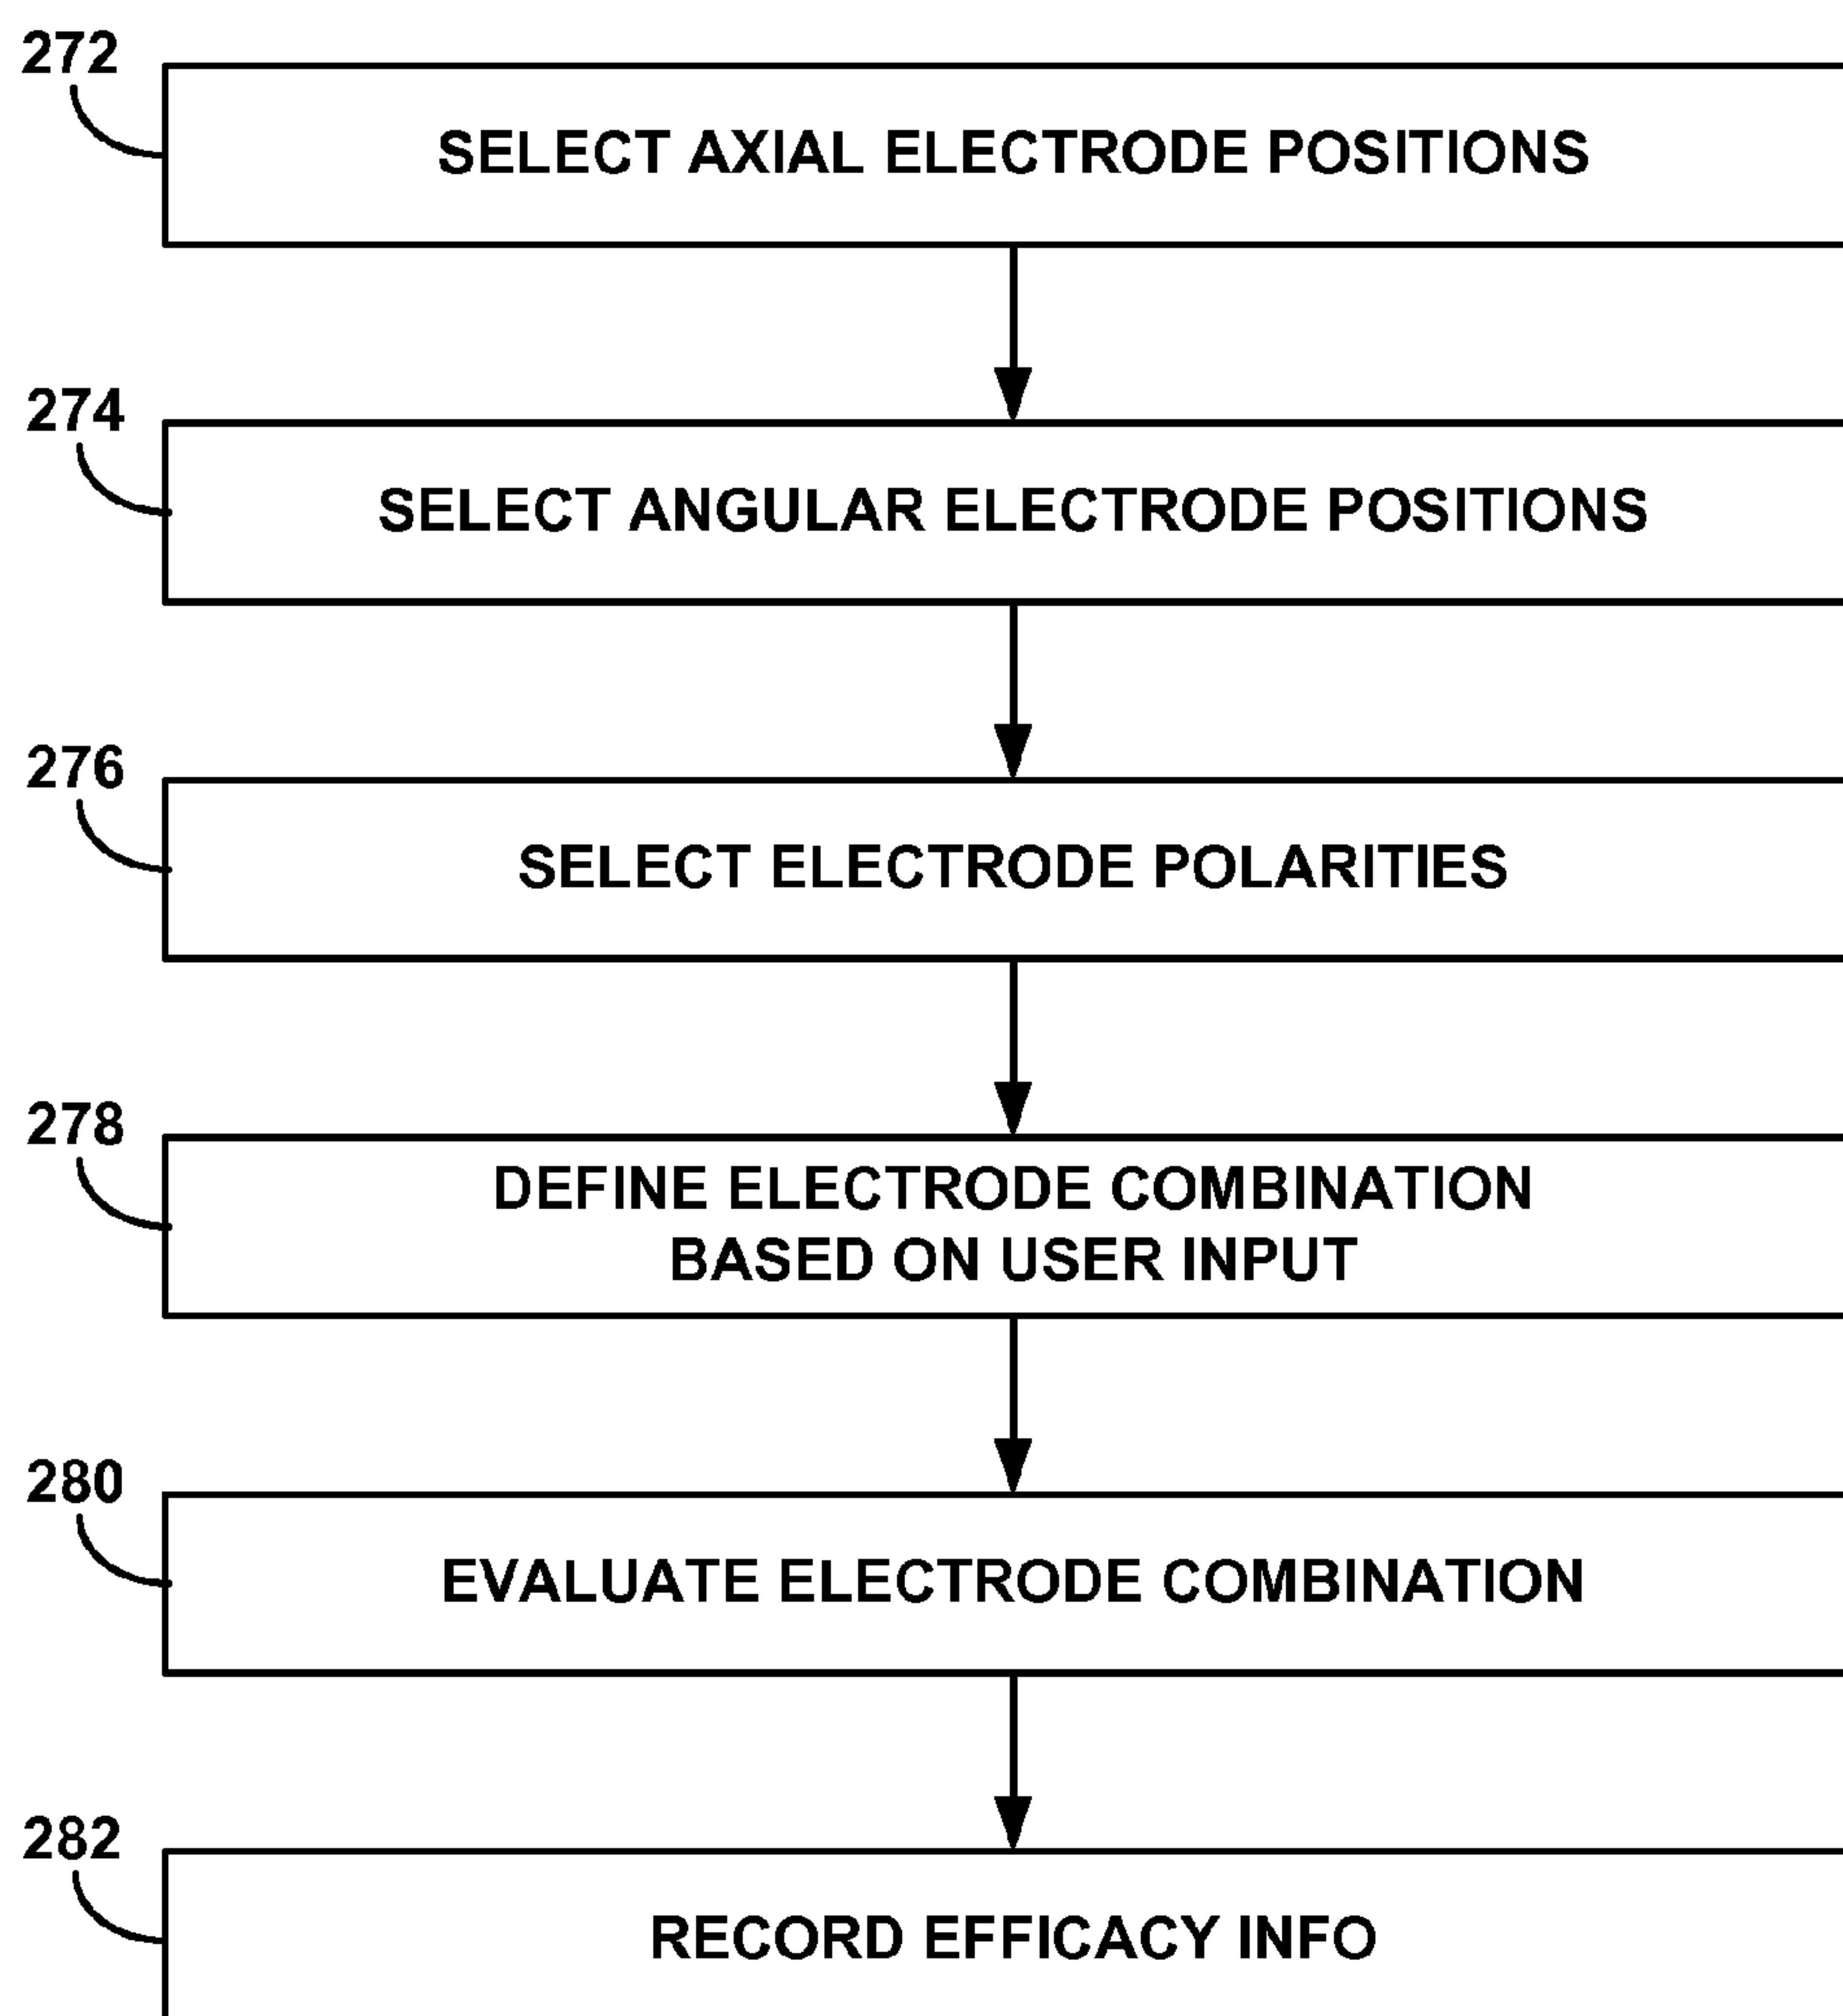 272
SELECT AXIAL ELECTRODE POSITIONS
274
SELECT ANGULAR ELECTRODE POSITIONS
276
SELECT ELECTRODE POLARITIES
278
DEFINE ELECTRODE COMBINATION
BASED ON USER INPUT
280
EVALUATE ELECTRODE COMBINATION
282
RECORD EFFICACY INFO